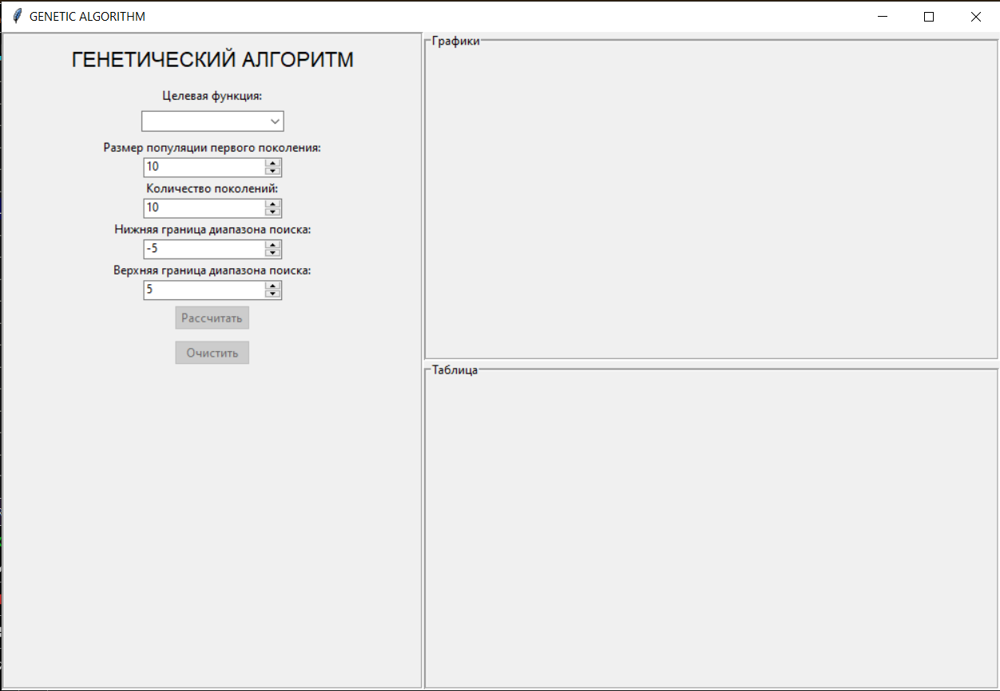 GENETIC ALGORITHM
ГЕНЕТИЧЕСКИЙ АЛГОРИТМ
Целевая функция:
Размер популяции первого поколения:
10
Количество поколений:
10
Нижняя граница диапазона поиска:
-5
Верхняя граница диапазона поиска:
5
Рассчитать
Очистить
Графики
Таблица